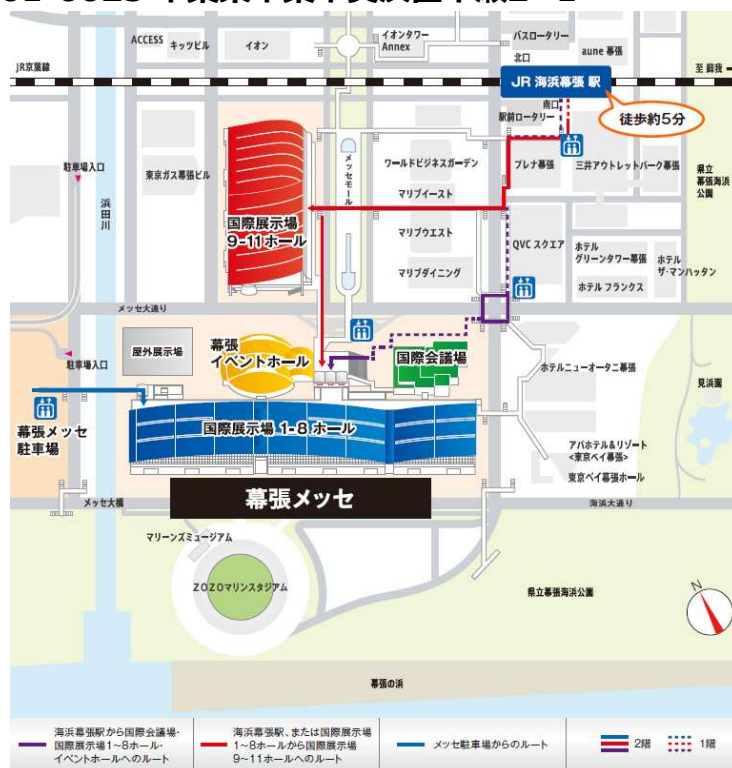 ACCESS
キッツビル
イオン
イオンタワー
Annex
バスロータリー
北口
aune 幕張
JR京葉線
至 蘇我
JR 海浜幕張 駅
南口
駅前ロータリー
徒歩約5分
駐車場入口
東京ガス幕張ビル
メッセモール
ワールドビジネスガーデン
プレナ幕張
三井アウトレットパーク幕張
県立
幕張海浜
公園
マリブイースト
浜田川
国際展示場
9-11ホール
マリブウエスト
QVC スクエア
ホテル
グリーンタワー幕張
ホテル
ザ・マンハッタン
マリブダイニング
ホテル フランクス
メッセ大通り
屋外展示場
幕張
イベントホール
国際会議場
駐車場入口
ホテルニューオータニ幕張
見浜園
幕張メッセ
駐車場
国際展示場 1-8 ホール
アパホテル&リゾート
<東京ベイ幕張>
東京ベイ幕張ホール
幕張メッセ
メッセ大橋
海浜大通り
マリーンズミュージアム
ZOZOマリンスタジアム
県立幕張海浜公園
N
幕張の浜
海浜幕張駅から国際会議場・
国際展示場1~8ホール・
イベントホールへのルート
海浜幕張駅、または国際展示場
1~8ホールから国際展示場
9~11ホールへのルート
メッセ駐車場からのルート
2階
1階